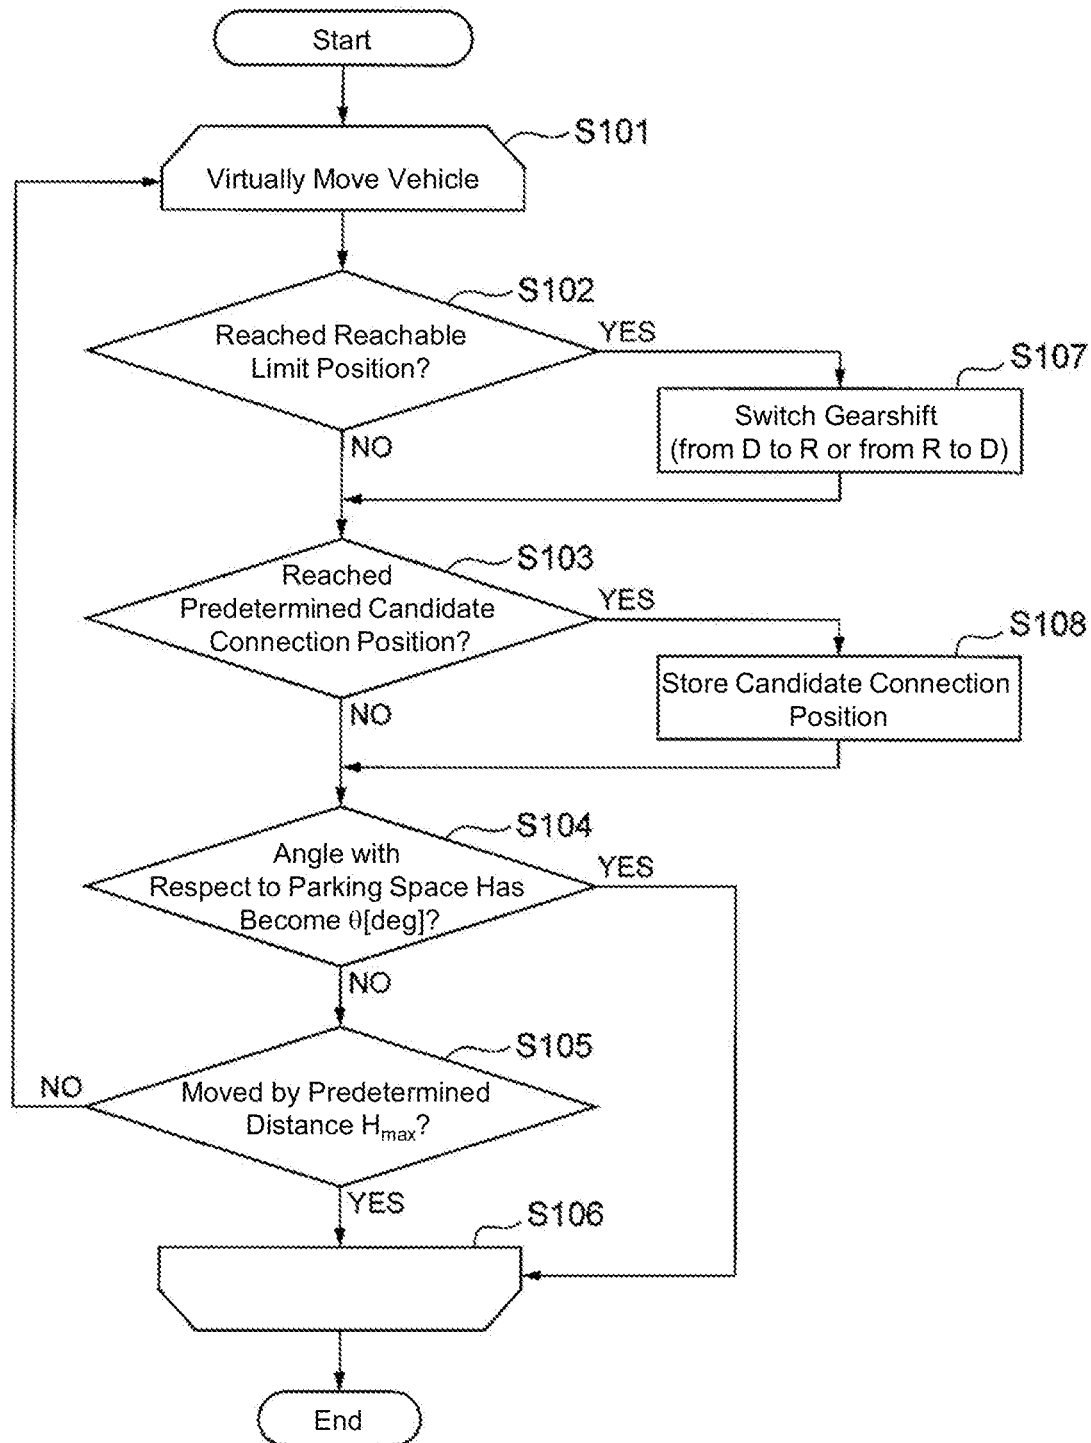 Start
S101
Virtually Move Vehicle
S102
Reached Reachable
Limit Position?
YES
NO
S107
Switch Gearshift
(from D to R or from R to D)
S103
Reached
Predetermined Candidate
Connection Position?
YES
NO
S108
Store Candidate Connection
Position
S104
Angle with
Respect to Parking Space Has
Become θ[deg]?
YES
NO
S105
Moved by Predetermined
Distance Hmax?
NO
YES
S106
End